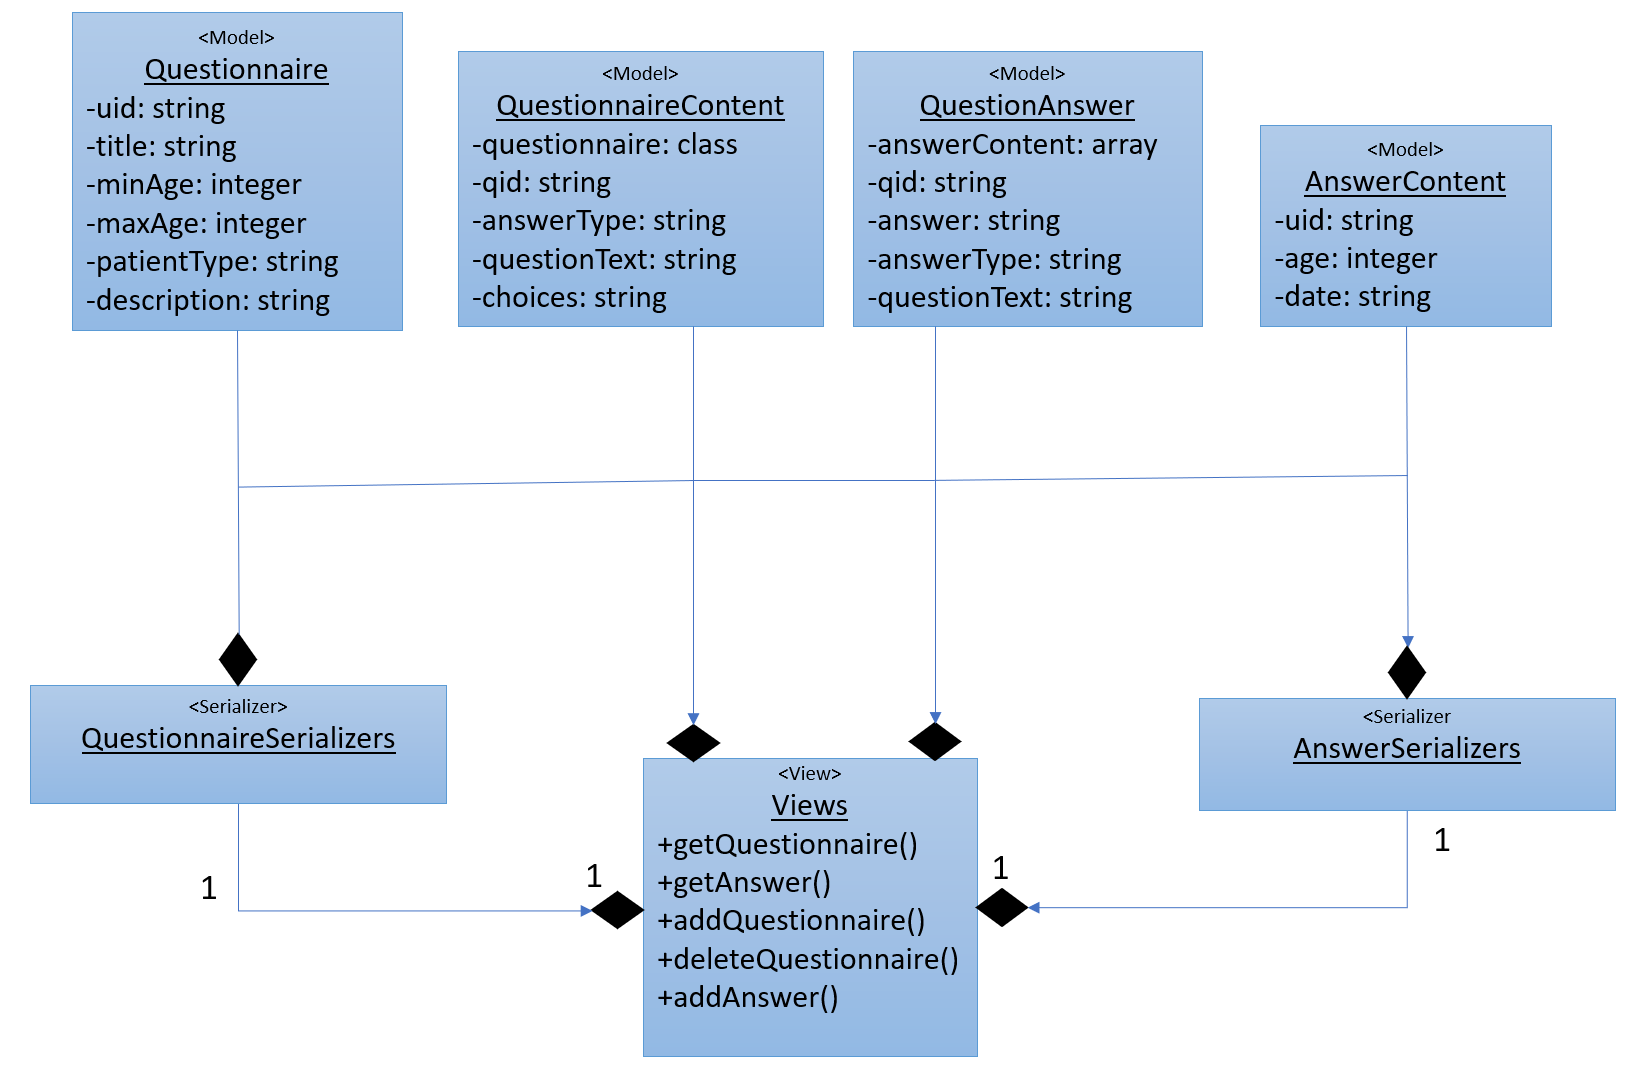 <Model>
Questionnaire
-uid: string
-title: string
-minAge: integer
-maxAge: integer
-patientType: string
-description: string
<Model>
QuestionnaireContent
-questionnaire: class
-qid: string
-answerType: string
-questionText: string
-choices: string
<Model>
QuestionAnswer
-answerContent: array
-qid: string
-answer: string
-answerType: string
-questionText: string
<Model>
AnswerContent
-uid: string
-age: integer
-date: string
<Serializer>
QuestionnaireSerializers
1
1
<View>
Views
+getQuestionnaire()
+getAnswer()
+addQuestionnaire()
+deleteQuestionnaire()
+addAnswer()
<Serializer
AnswerSerializers
1
1